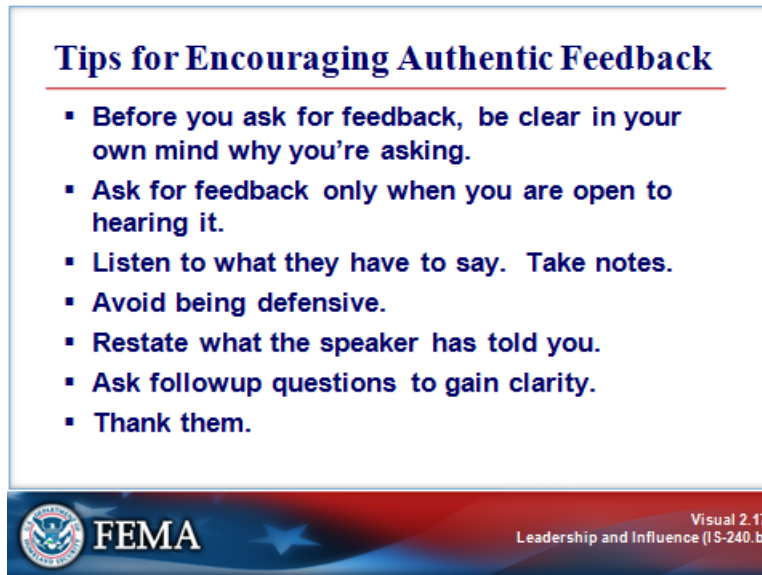 Tips for Encouraging Authentic Feedback
▪ Before you ask for feedback, be clear in your
own mind why you're asking.
▪ Ask for feedback only when you are open to
hearing it.
▪ Listen to what they have to say. Take notes.
▪ Avoid being defensive.
▪ Restate what the speaker has told you.
▪ Ask followup questions to gain clarity.
▪ Thank them.
FEMA
Visual 2.17
Leadership and Influence (IS-240.b